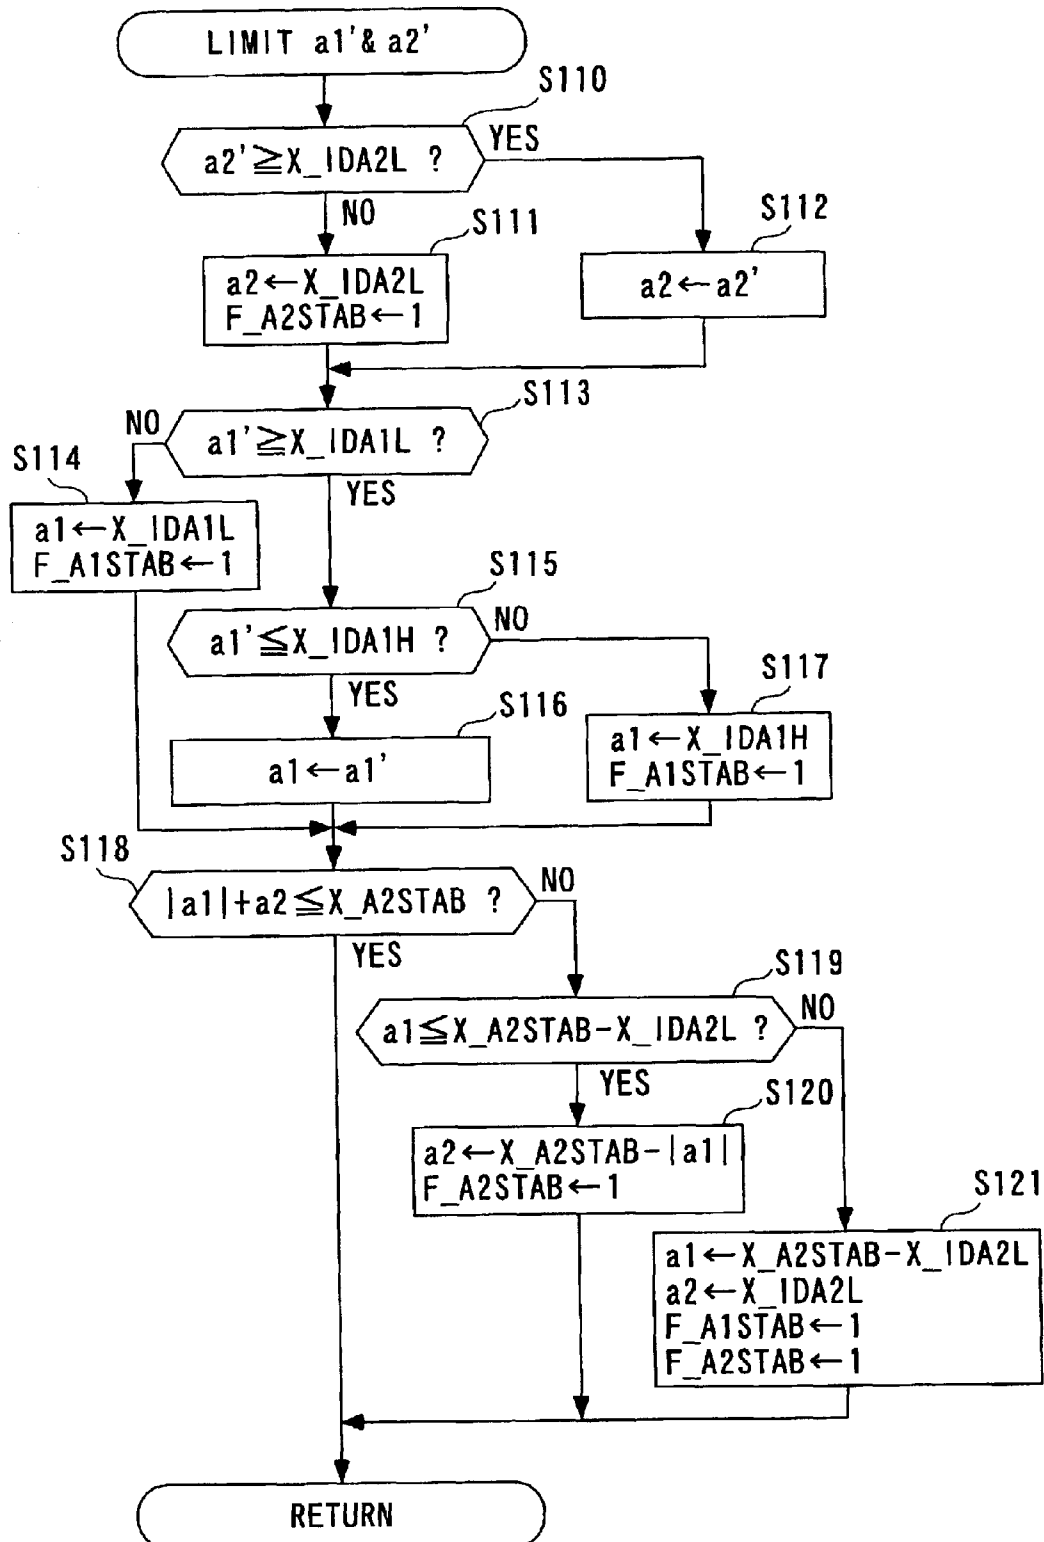 LIMIT a1'& a2'
S110
a2'≧X_IDA2L ?
YES
NO
S111
a2←X_IDA2L
F_A2STAB←1
S112
a2←a2'
S113
a1'≧X_IDA1L ?
NO
YES
S114
a1←X_IDA1L
F_A1STAB←1
S115
a1'≦X_IDA1H ?
NO
YES
S116
a1←a1'
S117
a1←X_IDA1H
F_A1STAB←1
S118
|a1|+a2≦X_A2STAB ?
NO
YES
S119
a1≦X_A2STAB-X_IDA2L ?
NO
YES
S120
a2←X_A2STAB-|a1|
F_A2STAB←1
S121
a1←X_A2STAB-X_IDA2L
a2←X_IDA2L
F_A1STAB←1
F_A2STAB←1
RETURN